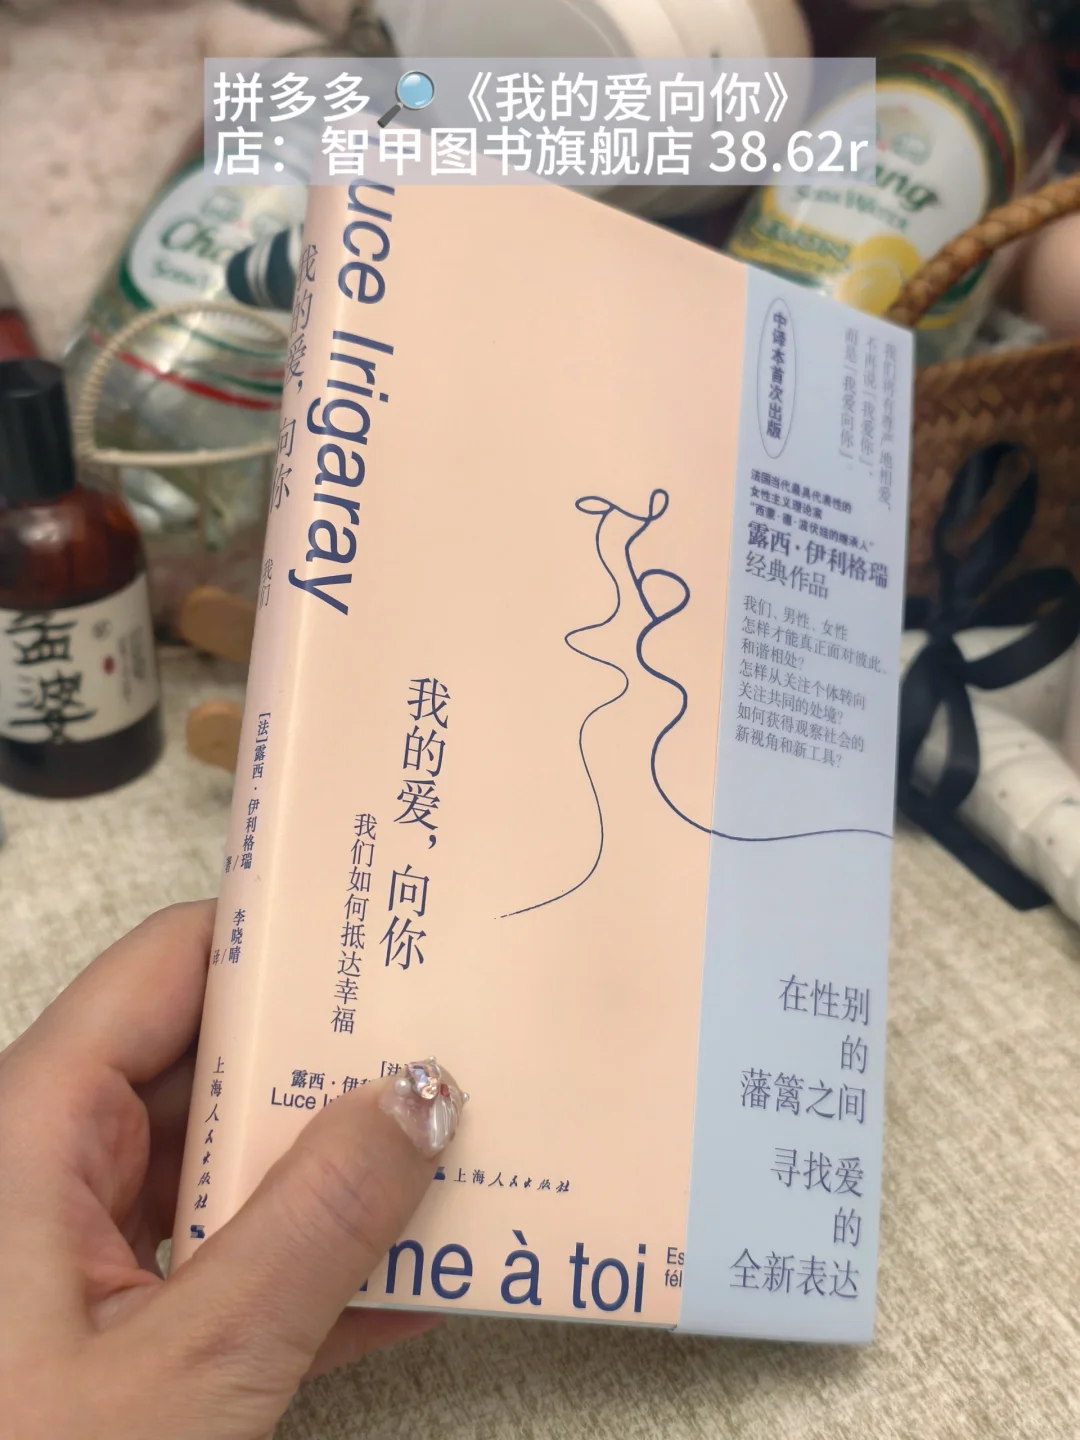 拼多多🔎《我的爱向你》
店：智甲图书旗舰店 38.62r
Luce Irigaray
我的爱，向你
我们如何抵达幸福
[法]
露西·伊利
Luce
上海人民出版社
me à toi
我的爱，向你
我们
[法]露西·伊利格瑞
著/
李晓晴
译/
上海人民出版社
中译本首次出版
我们将有尊严地相爱，
不再说「我爱你」，
而是「我爱向你」。
法国当代最具代表性的
女性主义理论家
“西蒙·德·波伏娃的继承人”
露西·伊利格瑞
经典作品
我们、男性、女性
怎样才能真正面对彼此、
和谐相处？
怎样从关注个体转向
关注共同的处境？
如何获得观察社会的
新视角和新工具？
在性别
的
藩篱之间
寻找爱
的
全新表达
孟婆